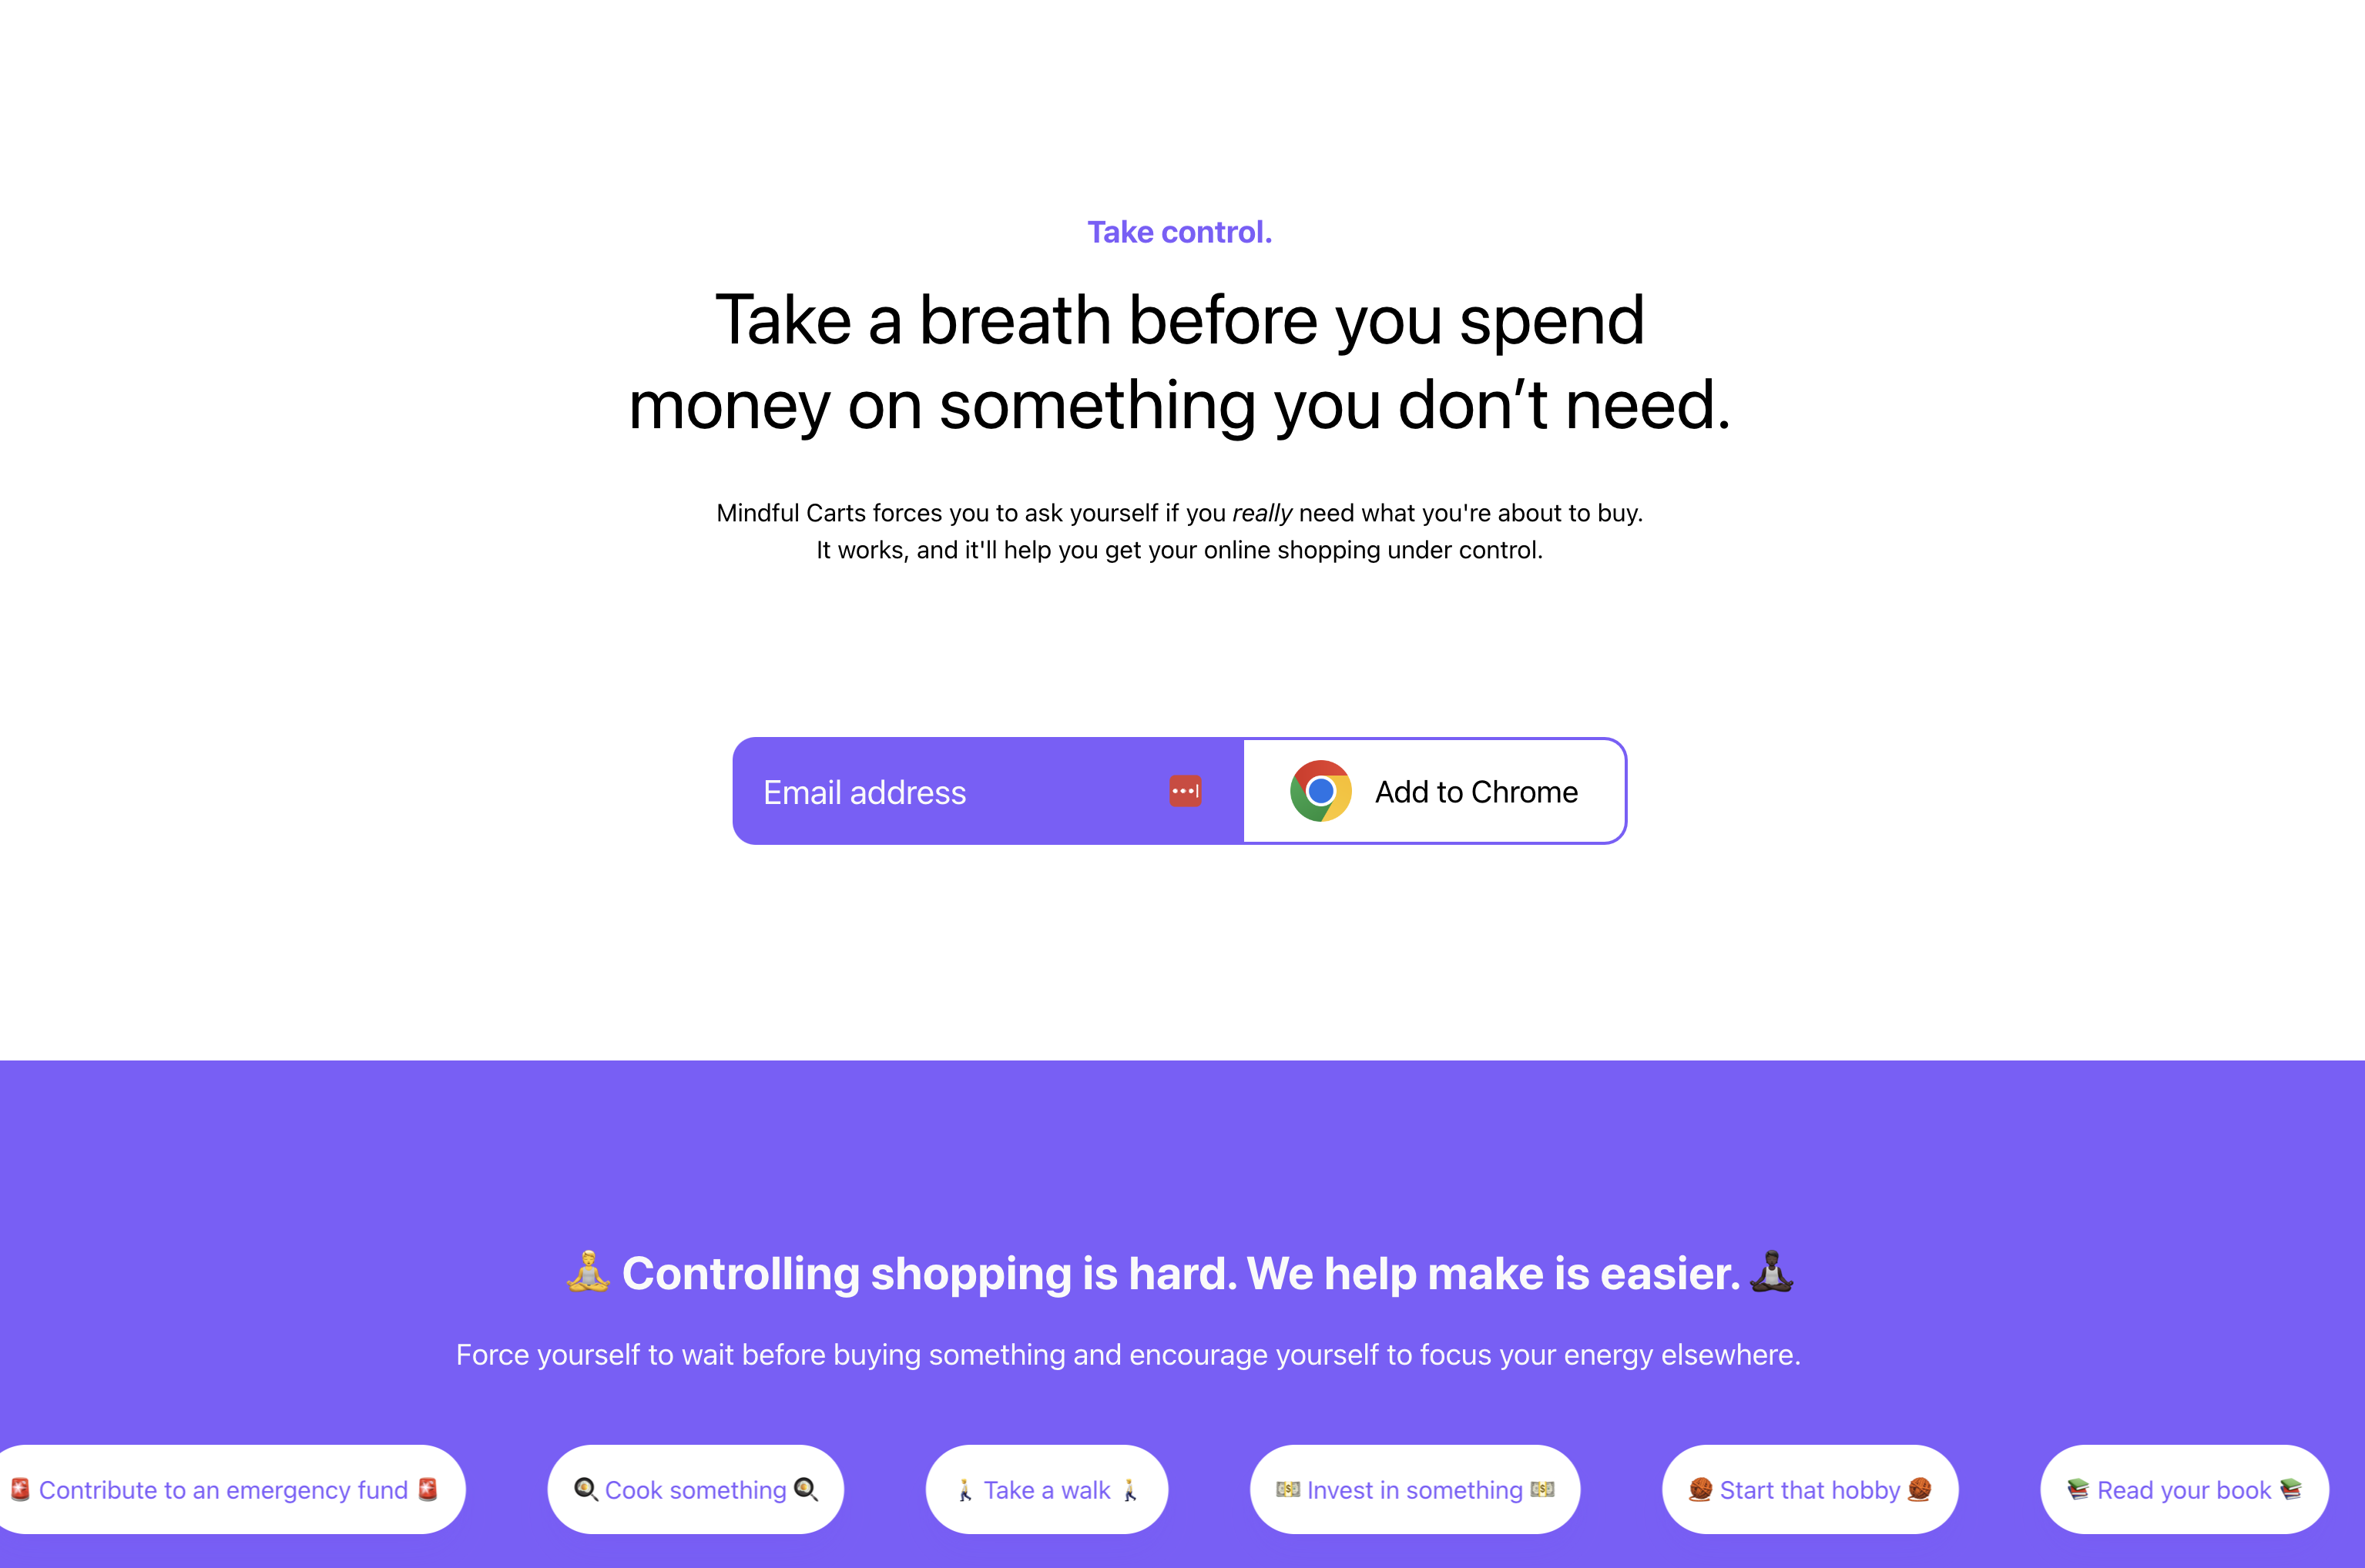 Take control.
Take a breath before you spend
money on something you don’t need.
Mindful Carts forces you to ask yourself if you really need what you're about to buy.
It works, and it'll help you get your online shopping under control.
Email address
Add to Chrome
🧘 Controlling shopping is hard. We help make is easier. 🧘🏿
Force yourself to wait before buying something and encourage yourself to focus your energy elsewhere.
🚨 Contribute to an emergency fund 🚨
🍳 Cook something 🍳
🚶 Take a walk 🚶
💵 Invest in something 💵
🧶 Start that hobby 🧶
📚 Read your book 📚